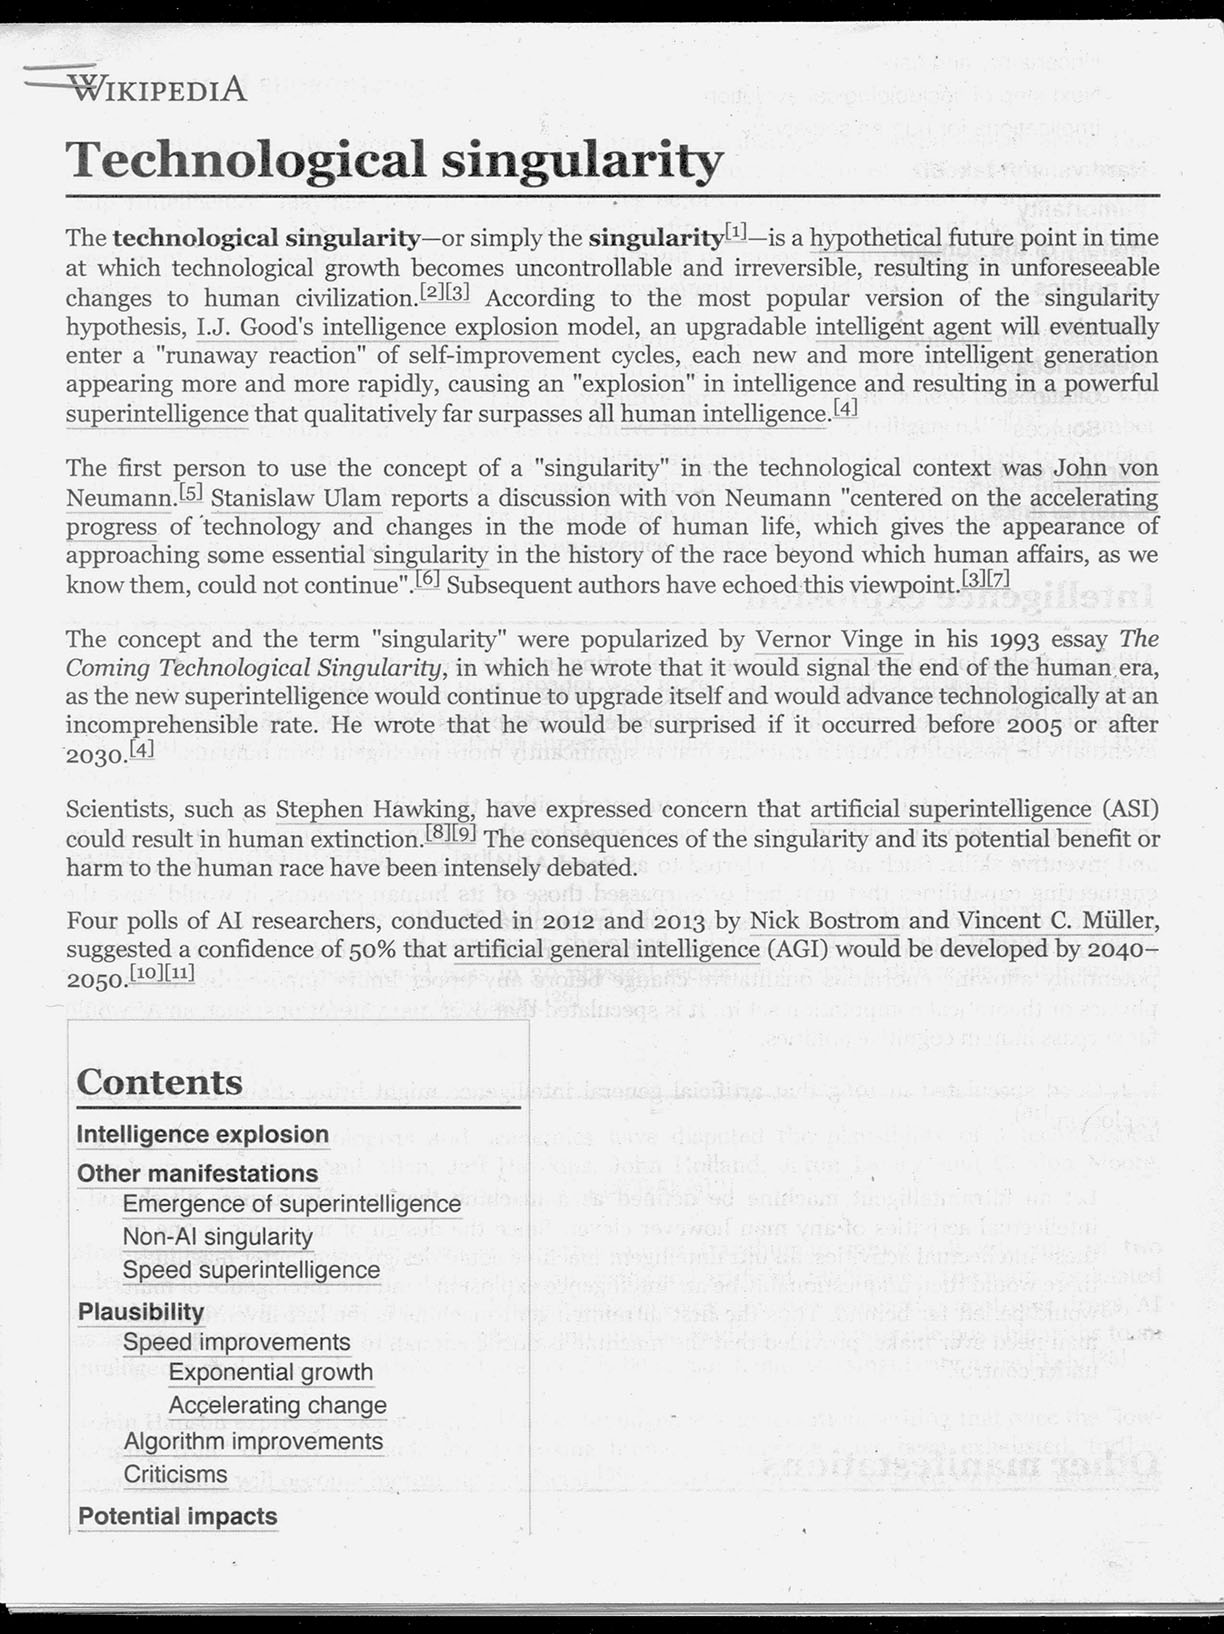 WIKIPEDIA
Technological singularity
The technological singularity—or simply the singularity[1]—is a hypothetical future point in time
at which technological growth becomes uncontrollable and irreversible, resulting in unforeseeable
changes to human civilization.[2][3] According to the most popular version of the singularity
hypothesis, I.J. Good's intelligence explosion model, an upgradable intelligent agent will eventually
enter a "runaway reaction" of self-improvement cycles, each new and more intelligent generation
appearing more and more rapidly, causing an "explosion" in intelligence and resulting in a powerful
superintelligence that qualitatively far surpasses all human intelligence.[4]
The first person to use the concept of a "singularity" in the technological context was John von
Neumann.[5] Stanislaw Ulam reports a discussion with von Neumann "centered on the accelerating
progress of technology and changes in the mode of human life, which gives the appearance of
approaching some essential singularity in the history of the race beyond which human affairs, as we
know them, could not continue".[6] Subsequent authors have echoed this viewpoint.[3][7]
The concept and the term "singularity" were popularized by Vernor Vinge in his 1993 essay The
Coming Technological Singularity, in which he wrote that it would signal the end of the human era,
as the new superintelligence would continue to upgrade itself and would advance technologically at an
incomprehensible rate. He wrote that he would be surprised if it occurred before 2005 or after
2030.[4]
Scientists, such as Stephen Hawking, have expressed concern that artificial superintelligence (ASI)
could result in human extinction.[8][9] The consequences of the singularity and its potential benefit or
harm to the human race have been intensely debated.
Four polls of AI researchers, conducted in 2012 and 2013 by Nick Bostrom and Vincent C. Müller,
suggested a confidence of 50% that artificial general intelligence (AGI) would be developed by 2040–
2050.[10][11]
Contents
Intelligence explosion
Other manifestations
Emergence of superintelligence
Non-AI singularity
Speed superintelligence
Plausibility
Speed improvements
Exponential growth
Accelerating change
Algorithm improvements
Criticisms
Potential impacts